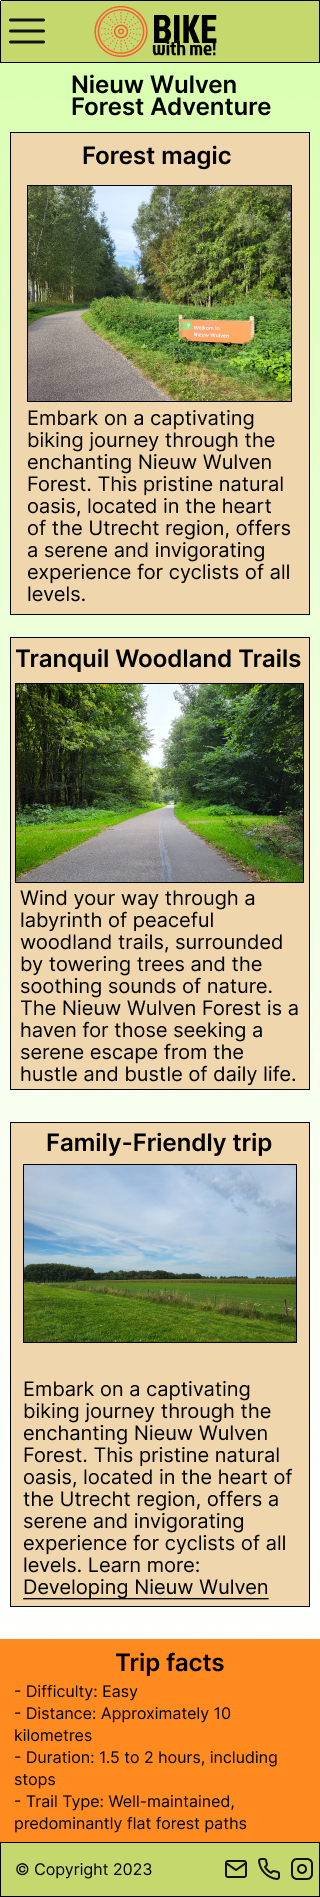 BIKE
with me!
Nieuw Wulven
Forest Adventure
Forest magic
Welkom in
Nieuw Wulven
Embark on a captivating
biking journey through the
enchanting Nieuw Wulven
Forest. This pristine natural
oasis, located in the heart
of the Utrecht region, offers
a serene and invigorating
experience for cyclists of all
levels.
Tranquil Woodland Trails
Wind your way through a
labyrinth of peaceful
woodland trails, surrounded
by towering trees and the
soothing sounds of nature.
The Nieuw Wulven Forest is a
haven for those seeking a
serene escape from the
hustle and bustle of daily life.
Family-Friendly trip
Embark on a captivating
biking journey through the
enchanting Nieuw Wulven
Forest. This pristine natural
oasis, located in the heart of
the Utrecht region, offers a
serene and invigorating
experience for cyclists of all
levels. Learn more:
Developing Nieuw Wulven
Trip facts
- Difficulty: Easy
- Distance: Approximately 10
kilometres
- Duration: 1.5 to 2 hours, including
stops
- Trail Type: Well-maintained,
predominantly flat forest paths
© Copyright 2023